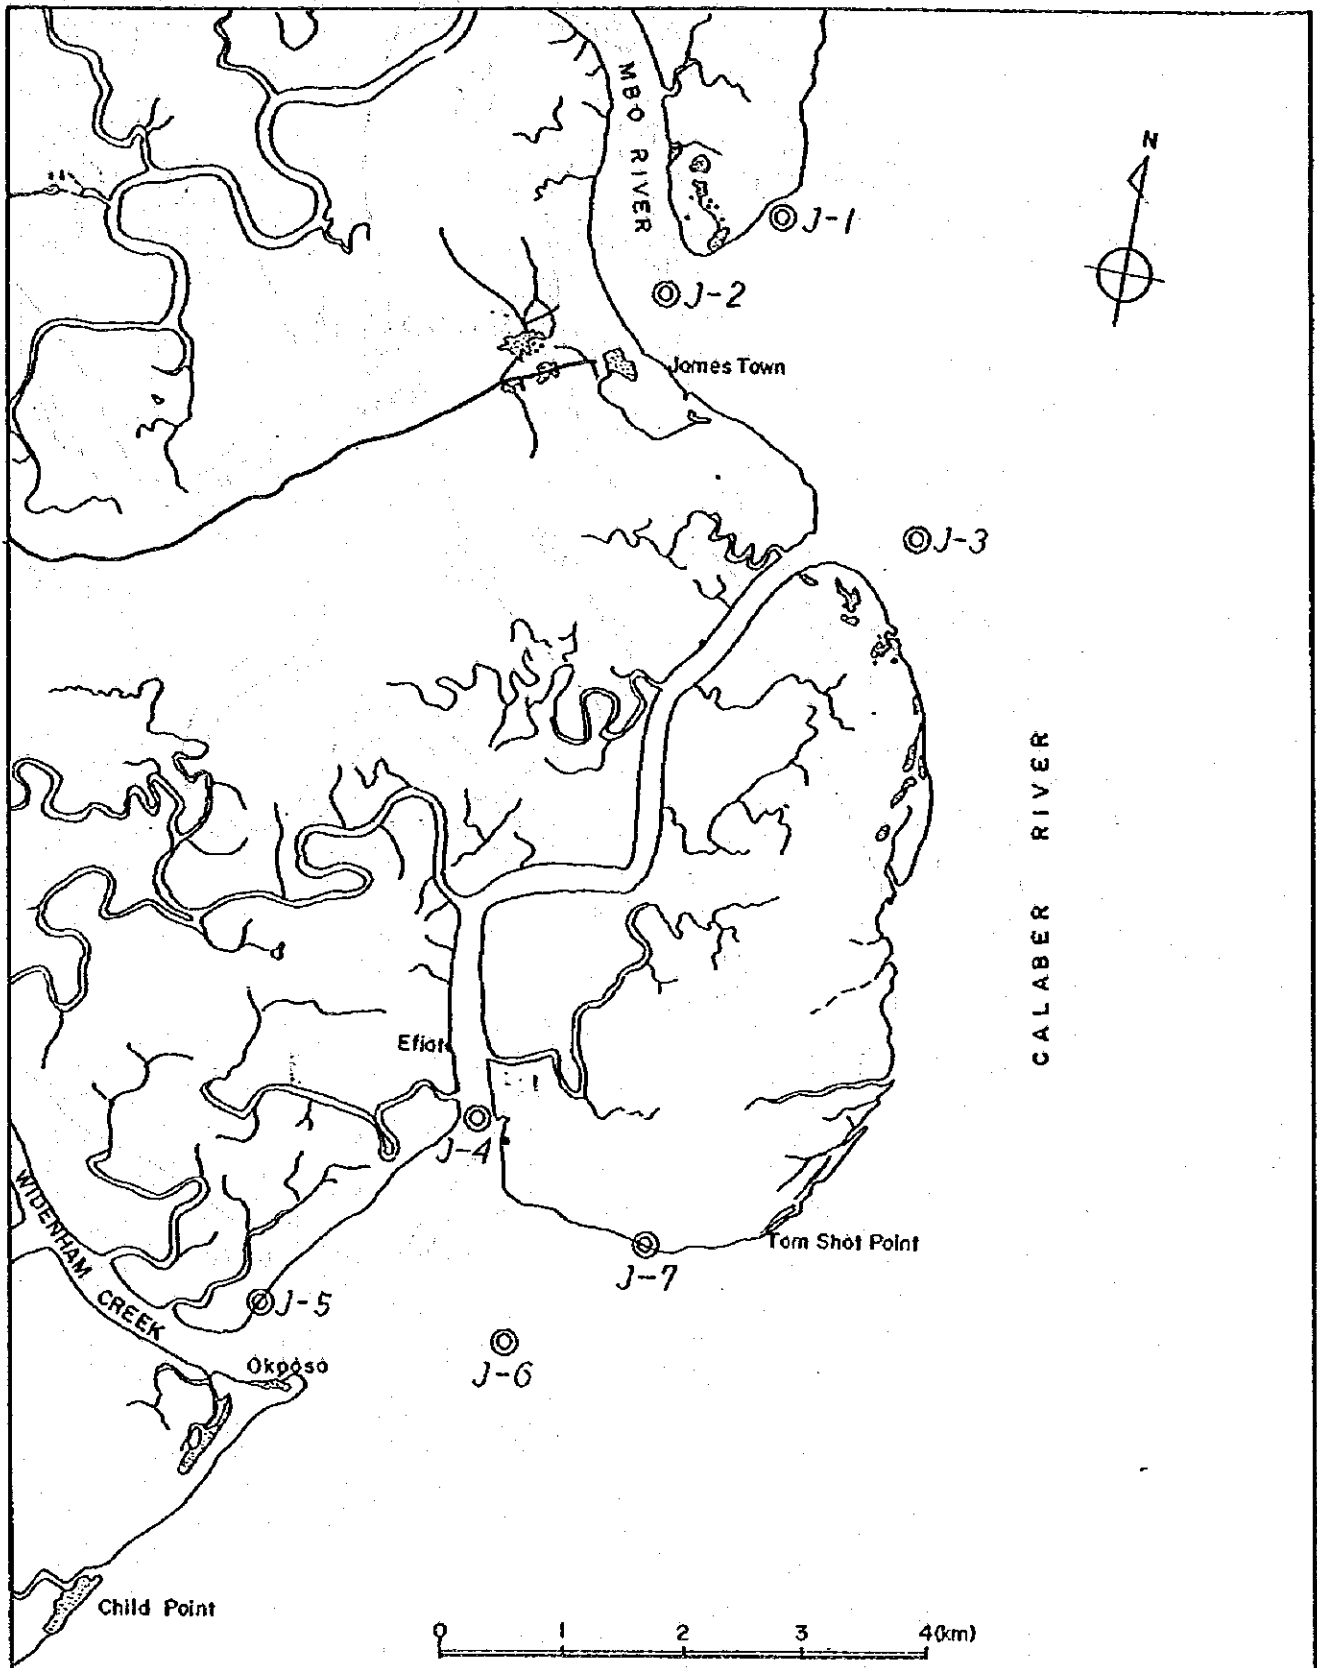 MBO RIVER
N
J-1
J-2
James Town
J-3
CALABER RIVER
Efiat
J-4
WIDENHAM CREEK
Tom Shot Point
J-7
J-5
J-6
Okposo
Child Point
0 1 2 3 4(km)